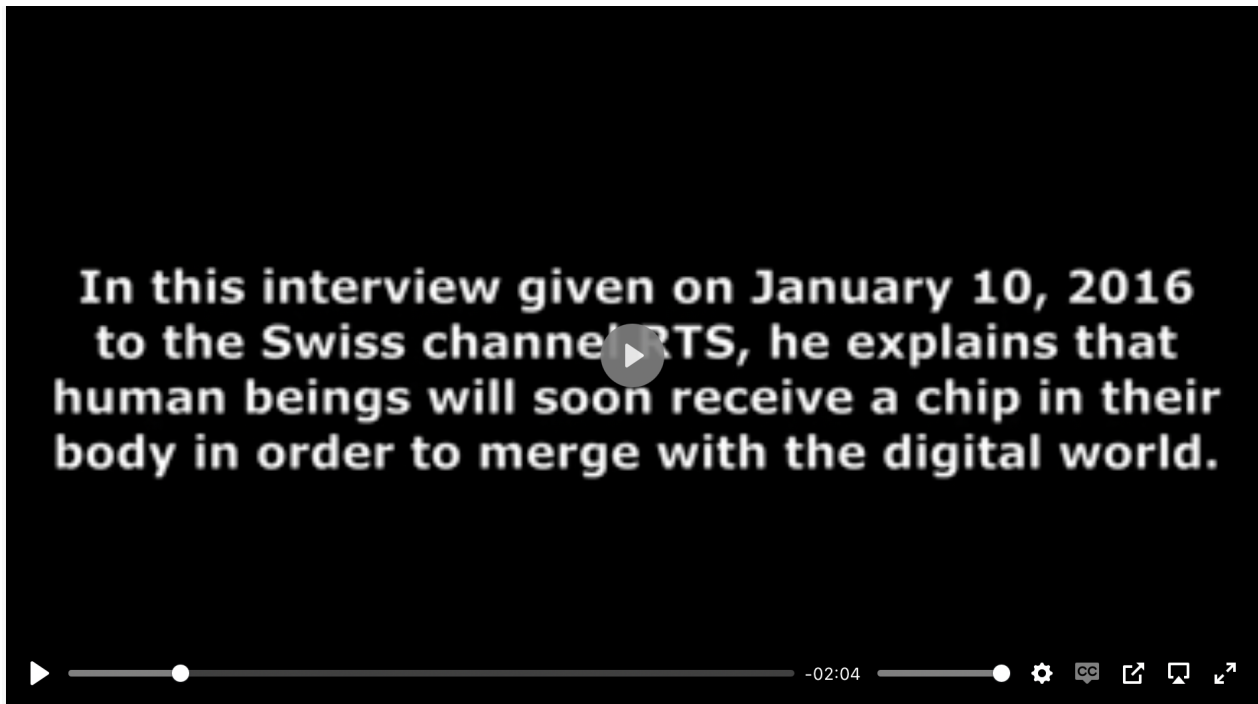 In this interview given on January 10, 2016
to the Swiss channel RTS, he explains that
human beings will soon receive a chip in their
body in order to merge with the digital world.
-02:04
CC